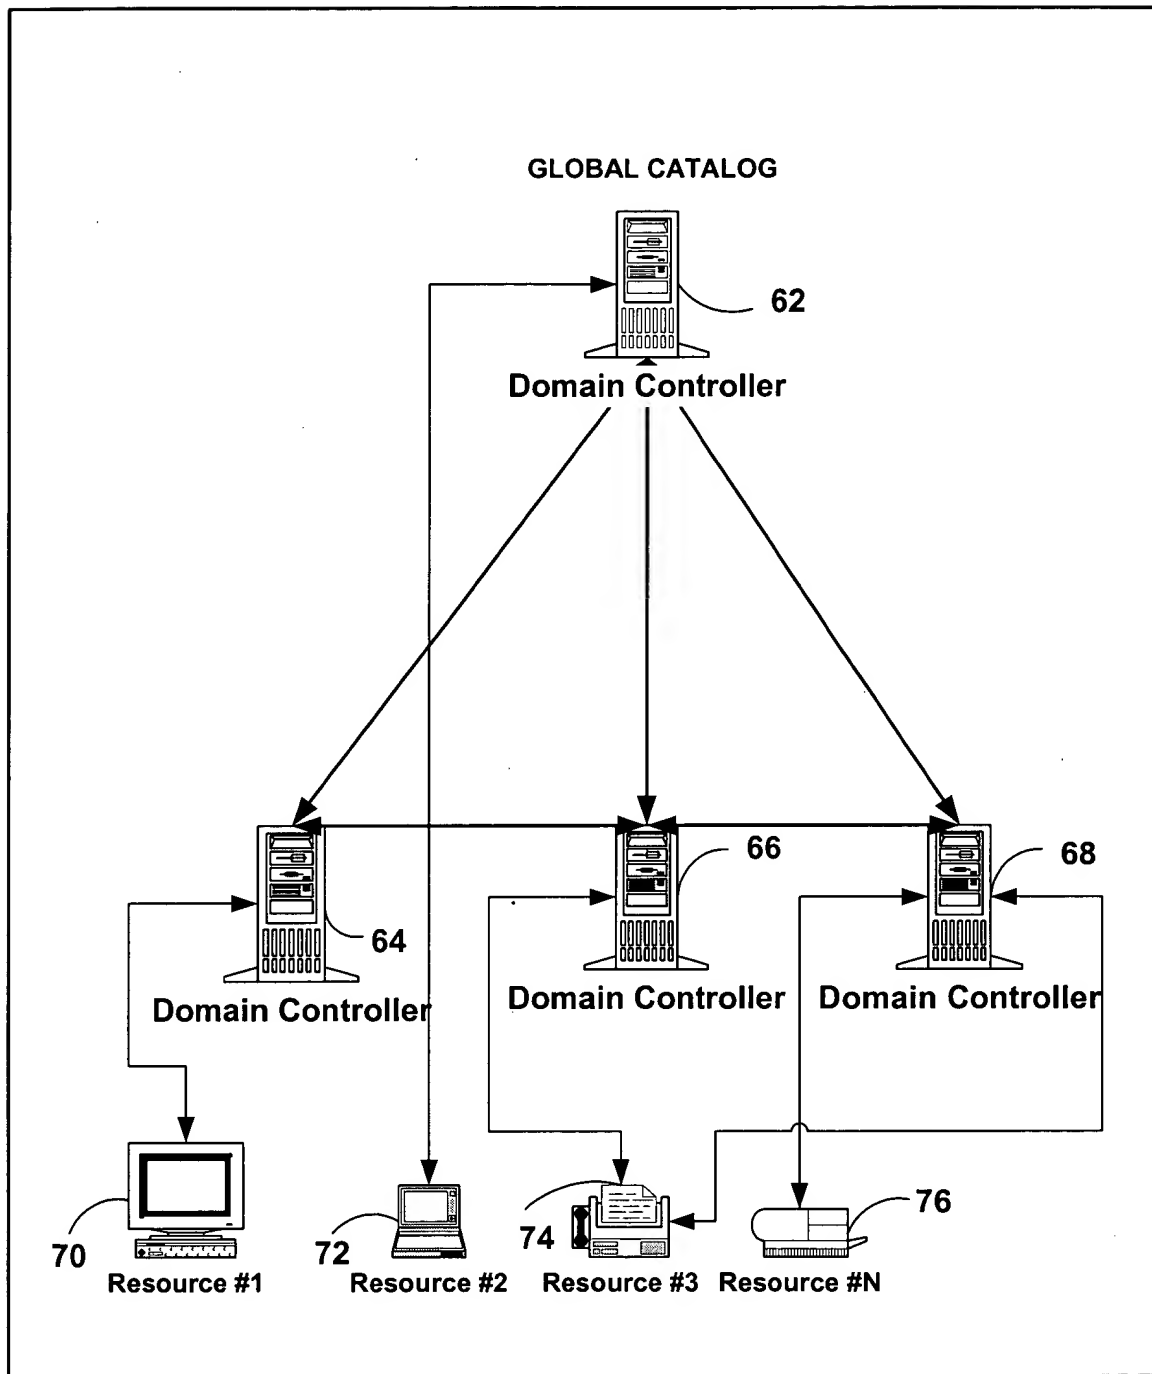 GLOBAL CATALOG
62
Domain Controller
66
68
64
Domain Controller
Domain Controller
Domain Controller
70
72
74
76
Resource #1
Resource #2
Resource #3
Resource #N